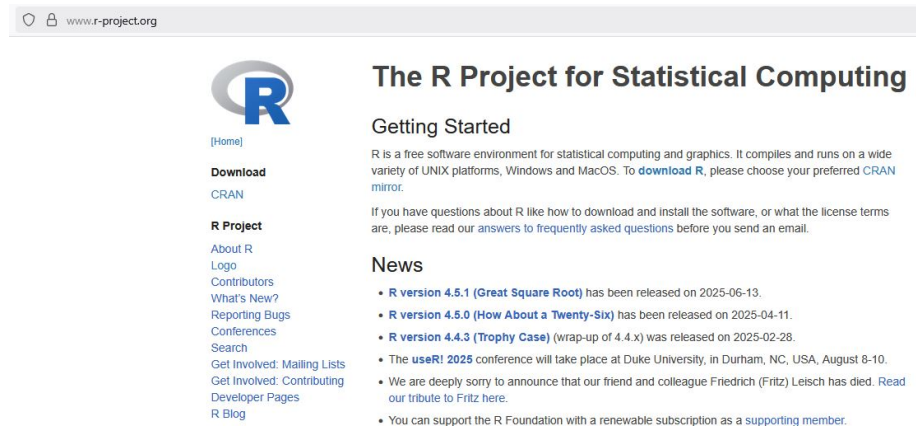 www.r-project.org
R
[Home]
Download
CRAN
R Project
About R
Logo
Contributors
What's New?
Reporting Bugs
Conferences
Search
Get Involved: Mailing Lists
Get Involved: Contributing
Developer Pages
R Blog
The R Project for Statistical Computing
Getting Started
R is a free software environment for statistical computing and graphics. It compiles and runs on a wide
variety of UNIX platforms, Windows and MacOS. To download R, please choose your preferred CRAN
mirror.
If you have questions about R like how to download and install the software, or what the license terms
are, please read our answers to frequently asked questions before you send an email.
News
• R version 4.5.1 (Great Square Root) has been released on 2025-06-13.
• R version 4.5.0 (How About a Twenty-Six) has been released on 2025-04-11.
• R version 4.4.3 (Trophy Case) (wrap-up of 4.4.x) was released on 2025-02-28.
• The useR! 2025 conference will take place at Duke University, in Durham, NC, USA, August 8-10.
• We are deeply sorry to announce that our friend and colleague Friedrich (Fritz) Leisch has died. Read
our tribute to Fritz here.
• You can support the R Foundation with a renewable subscription as a supporting member.